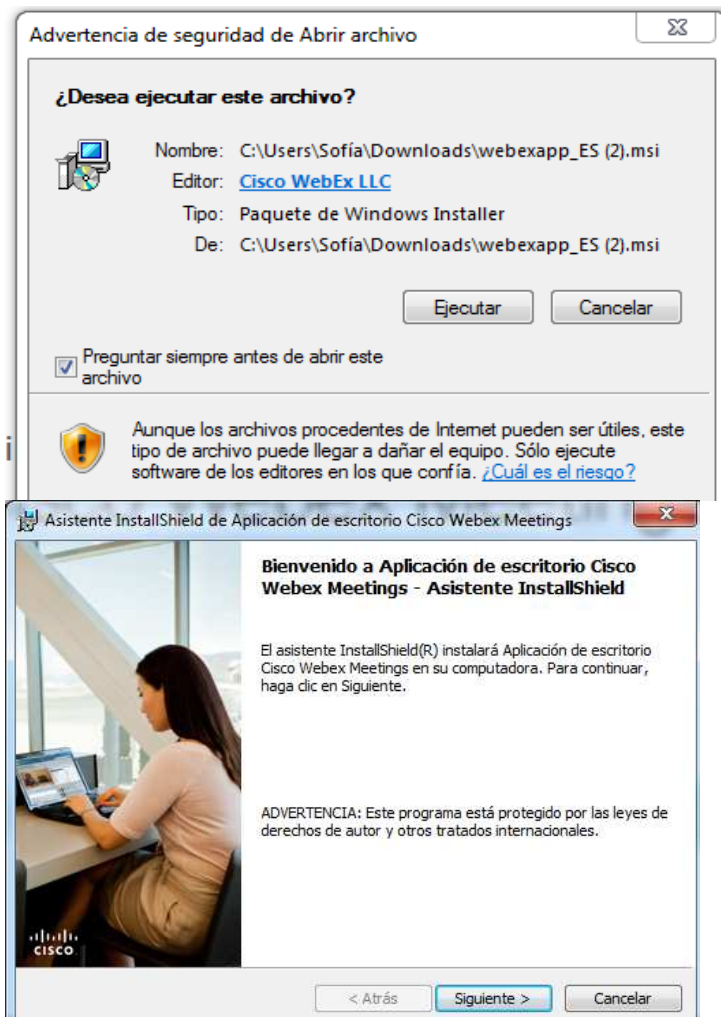 Advertencia de seguridad de Abrir archivo
¿Desea ejecutar este archivo?
Nombre: C:\Users\Sofía\Downloads\webexapp_ES (2).msi
Editor: Cisco WebEx LLC
Tipo: Paquete de Windows Installer
De: C:\Users\Sofía\Downloads\webexapp_ES (2).msi
Ejecutar Cancelar
Preguntar siempre antes de abrir este
archivo
Aunque los archivos procedentes de Internet pueden ser útiles, este
tipo de archivo puede llegar a dañar el equipo. Sólo ejecute
software de los editores en los que confía. ¿Cuál es el riesgo?
Asistente InstallShield de Aplicación de escritorio Cisco Webex Meetings
Bienvenido a Aplicación de escritorio Cisco
Webex Meetings - Asistente InstallShield
El asistente InstallShield(R) instalará Aplicación de escritorio
Cisco Webex Meetings en su computadora. Para continuar,
haga clic en Siguiente.
ADVERTENCIA: Este programa está protegido por las leyes de
derechos de autor y otros tratados internacionales.
CISCO
< Atrás Siguiente > Cancelar